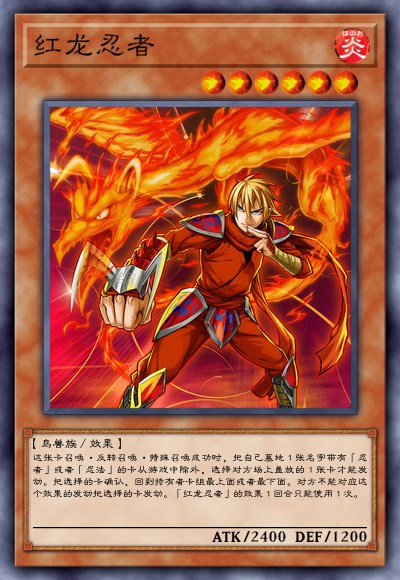 红龙忍者
ほのお
炎
【鸟兽族／效果】
这张卡召唤·反转召唤·特殊召唤成功时，把自己墓地1张名字带有「忍
者」或者「忍法」的卡从游戏中除外，选择对方场上盖放的1张卡才能发
动。把选择的卡确认，回到持有者卡组最上面或者最下面。对方不能对应这
个效果的发动把选择的卡发动。「红龙忍者」的效果1回合只能使用1次。
ATK/2400 DEF/1200